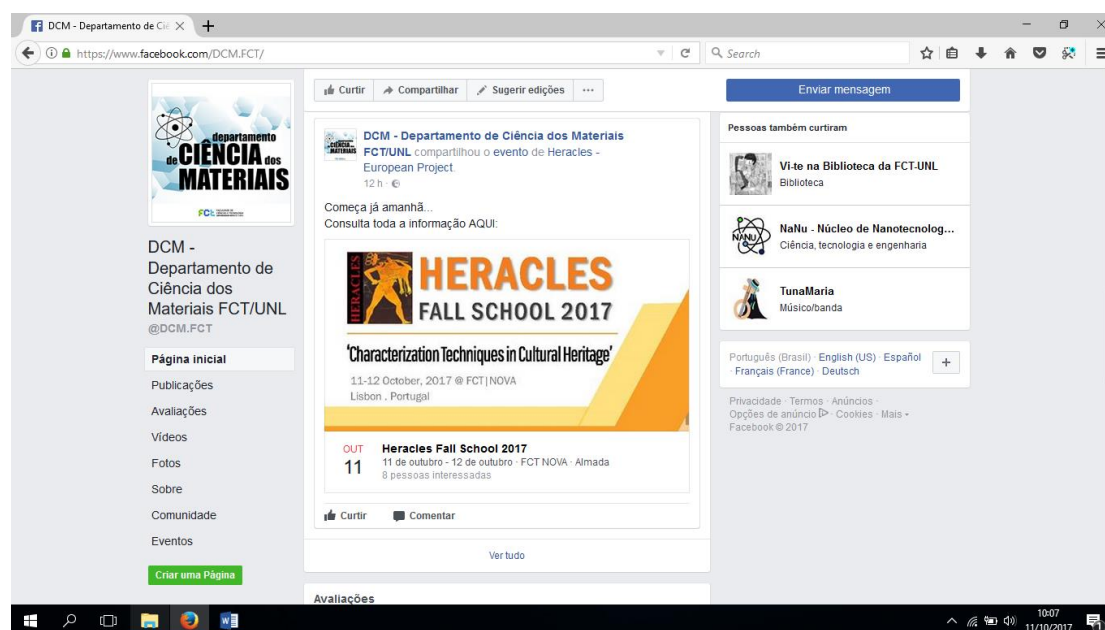 DCM - Departamento de Ciê
https://www.facebook.com/DCM.FCT/
Search
departamento
de CIÊNCIA dos
MATERIAIS
FCT
DCM -
Departamento de
Ciência dos
Materiais FCT/UNL
@DCM.FCT
Página inicial
Publicações
Avaliações
Vídeos
Fotos
Sobre
Comunidade
Eventos
Criar uma Página
Curtir Compartilhar Sugerir edições ...
DCM - Departamento de Ciência dos Materiais
FCT/UNL compartilhou o evento de Heracles -
European Project.
12 h ·
Começa já amanhã...
Consulta toda a informação AQUI:
HERACLES
HERACLES
FALL SCHOOL 2017
'Characterization Techniques in Cultural Heritage'
11-12 October, 2017 @ FCT|NOVA
Lisbon . Portugal
OUT
11
Heracles Fall School 2017
11 de outubro - 12 de outubro · FCT NOVA · Almada
8 pessoas interessadas
Curtir Comentar
Ver tudo
Avaliações
Enviar mensagem
Pessoas também curtiram
Vi-te na Biblioteca da FCT-UNL
Biblioteca
NANU
NaNu - Núcleo de Nanotecnolog...
Ciência, tecnologia e engenharia
TunaMaria
Músico/banda
Português (Brasil) · English (US) · Español
· Français (France) · Deutsch
Privacidade · Termos · Anúncios ·
Opções de anúncio · Cookies · Mais
Facebook © 2017
10:07
11/10/2017